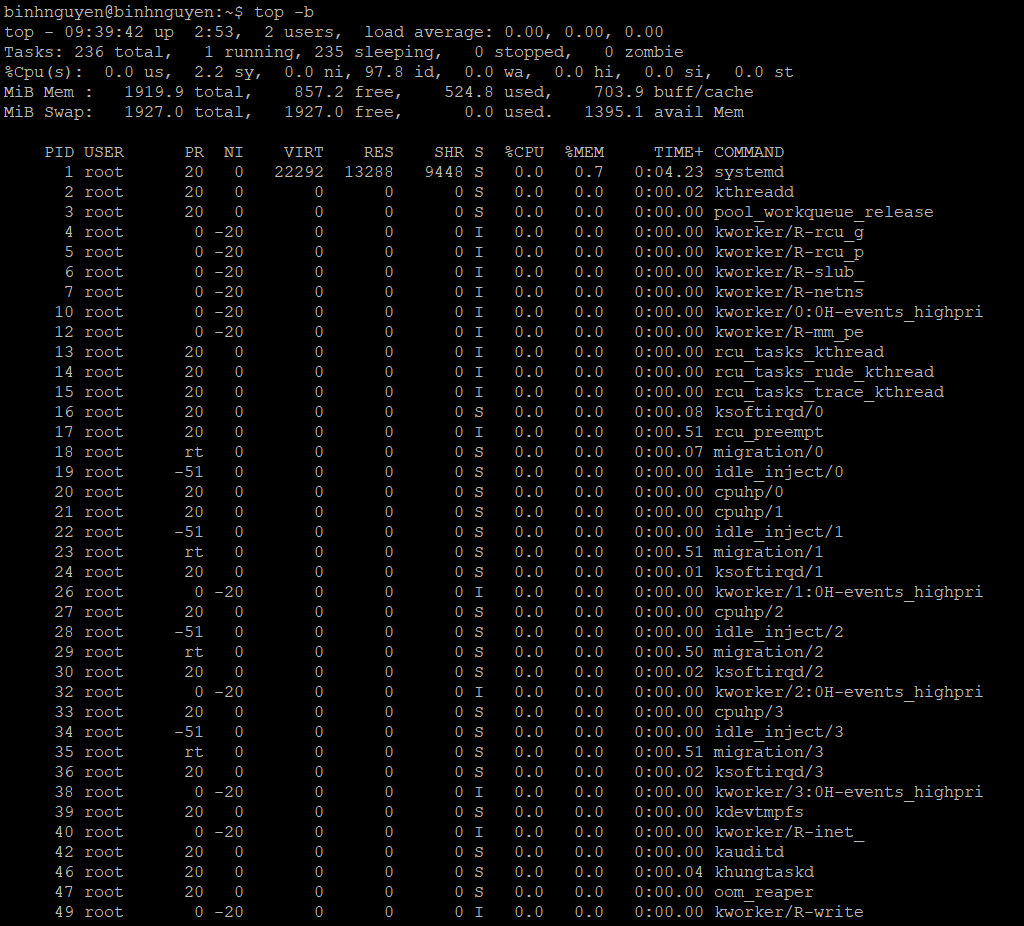 binhnguyen@binhnguyen:~$ top -b
top - 09:39:42 up  2:53,  2 users,  load average: 0.00, 0.00, 0.00
Tasks: 236 total,   1 running, 235 sleeping,   0 stopped,   0 zombie
%Cpu(s):  0.0 us,  2.2 sy,  0.0 ni, 97.8 id,  0.0 wa,  0.0 hi,  0.0 si,  0.0 st
MiB Mem :   1919.9 total,    857.2 free,    524.8 used,    703.9 buff/cache
MiB Swap:   1927.0 total,   1927.0 free,      0.0 used.   1395.1 avail Mem

    PID USER      PR  NI    VIRT    RES    SHR S  %CPU  %MEM     TIME+ COMMAND
      1 root      20   0   22292  13288   9448 S   0.0   0.7   0:04.23 systemd
      2 root      20   0       0      0      0 S   0.0   0.0   0:00.02 kthreadd
      3 root      20   0       0      0      0 S   0.0   0.0   0:00.00 pool_workqueue_release
      4 root       0 -20       0      0      0 I   0.0   0.0   0:00.00 kworker/R-rcu_g
      5 root       0 -20       0      0      0 I   0.0   0.0   0:00.00 kworker/R-rcu_p
      6 root       0 -20       0      0      0 I   0.0   0.0   0:00.00 kworker/R-slub_
      7 root       0 -20       0      0      0 I   0.0   0.0   0:00.00 kworker/R-netns
     10 root       0 -20       0      0      0 I   0.0   0.0   0:00.00 kworker/0:0H-events_highpri
     12 root       0 -20       0      0      0 I   0.0   0.0   0:00.00 kworker/R-mm_pe
     13 root      20   0       0      0      0 I   0.0   0.0   0:00.00 rcu_tasks_kthread
     14 root      20   0       0      0      0 I   0.0   0.0   0:00.00 rcu_tasks_rude_kthread
     15 root      20   0       0      0      0 I   0.0   0.0   0:00.00 rcu_tasks_trace_kthread
     16 root      20   0       0      0      0 S   0.0   0.0   0:00.08 ksoftirqd/0
     17 root      20   0       0      0      0 I   0.0   0.0   0:00.51 rcu_preempt
     18 root      rt   0       0      0      0 S   0.0   0.0   0:00.07 migration/0
     19 root     -51   0       0      0      0 S   0.0   0.0   0:00.00 idle_inject/0
     20 root      20   0       0      0      0 S   0.0   0.0   0:00.00 cpuhp/0
     21 root      20   0       0      0      0 S   0.0   0.0   0:00.00 cpuhp/1
     22 root     -51   0       0      0      0 S   0.0   0.0   0:00.00 idle_inject/1
     23 root      rt   0       0      0      0 S   0.0   0.0   0:00.51 migration/1
     24 root      20   0       0      0      0 S   0.0   0.0   0:00.01 ksoftirqd/1
     26 root       0 -20       0      0      0 I   0.0   0.0   0:00.00 kworker/1:0H-events_highpri
     27 root      20   0       0      0      0 S   0.0   0.0   0:00.00 cpuhp/2
     28 root     -51   0       0      0      0 S   0.0   0.0   0:00.00 idle_inject/2
     29 root      rt   0       0      0      0 S   0.0   0.0   0:00.50 migration/2
     30 root      20   0       0      0      0 S   0.0   0.0   0:00.02 ksoftirqd/2
     32 root       0 -20       0      0      0 I   0.0   0.0   0:00.00 kworker/2:0H-events_highpri
     33 root      20   0       0      0      0 S   0.0   0.0   0:00.00 cpuhp/3
     34 root     -51   0       0      0      0 S   0.0   0.0   0:00.00 idle_inject/3
     35 root      rt   0       0      0      0 S   0.0   0.0   0:00.51 migration/3
     36 root      20   0       0      0      0 S   0.0   0.0   0:00.02 ksoftirqd/3
     38 root       0 -20       0      0      0 I   0.0   0.0   0:00.00 kworker/3:0H-events_highpri
     39 root      20   0       0      0      0 S   0.0   0.0   0:00.00 kdevtmpfs
     40 root       0 -20       0      0      0 I   0.0   0.0   0:00.00 kworker/R-inet_
     42 root      20   0       0      0      0 S   0.0   0.0   0:00.00 kauditd
     46 root      20   0       0      0      0 S   0.0   0.0   0:00.04 khungtaskd
     47 root      20   0       0      0      0 S   0.0   0.0   0:00.00 oom_reaper
     49 root       0 -20       0      0      0 I   0.0   0.0   0:00.00 kworker/R-write